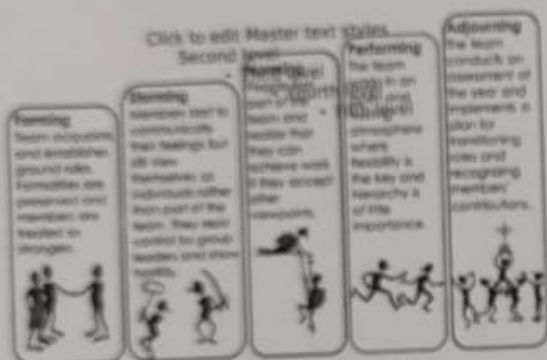 Click to edit Master text styles
Second level
Forming
Team acquaints
and establishes
ground rules.
Formalities are
preserved and
members are
treated as
strangers.
Storming
Members start to
communicate
their feelings but
still view
themselves as
individuals rather
than part of the
team. They resist
control by group
leaders and show
hostility.
part of the
team and
realize that
they can
achieve work
if they accept
other
viewpoints.
Performing
The team
atmosphere
where
flexibility is
the key and
hierarchy is
of little
importance.
Adjourning
The team
conducts an
assessment of
the year and
implements a
plan for
transitioning
roles and
recognizing
members'
contributions.